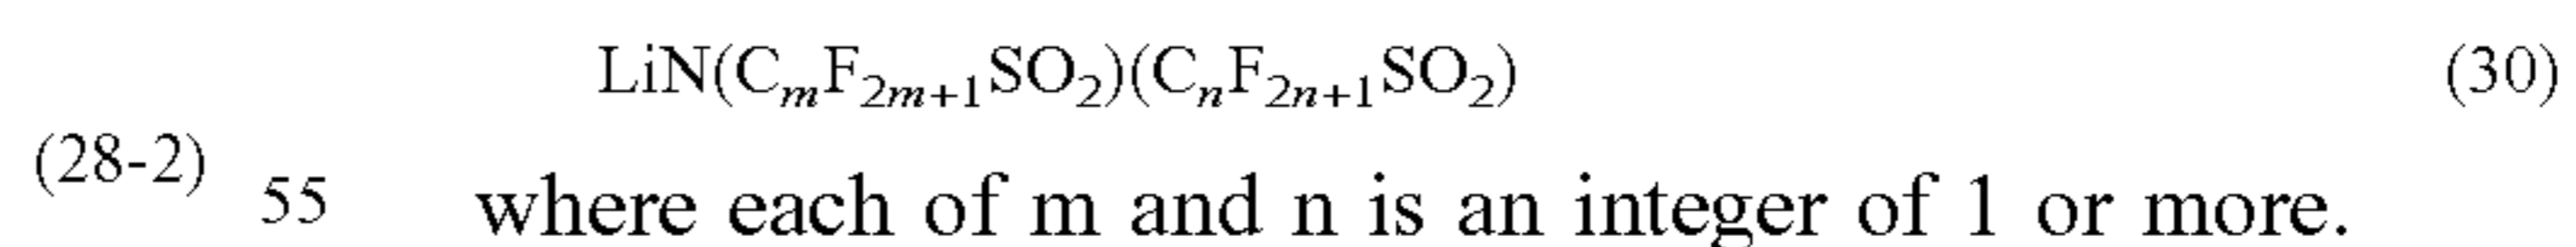 LiN(CmF2m+1SO2)(CnF2n+1SO2) (30)
(28-2) 55 where each of m and n is an integer of 1 or more.